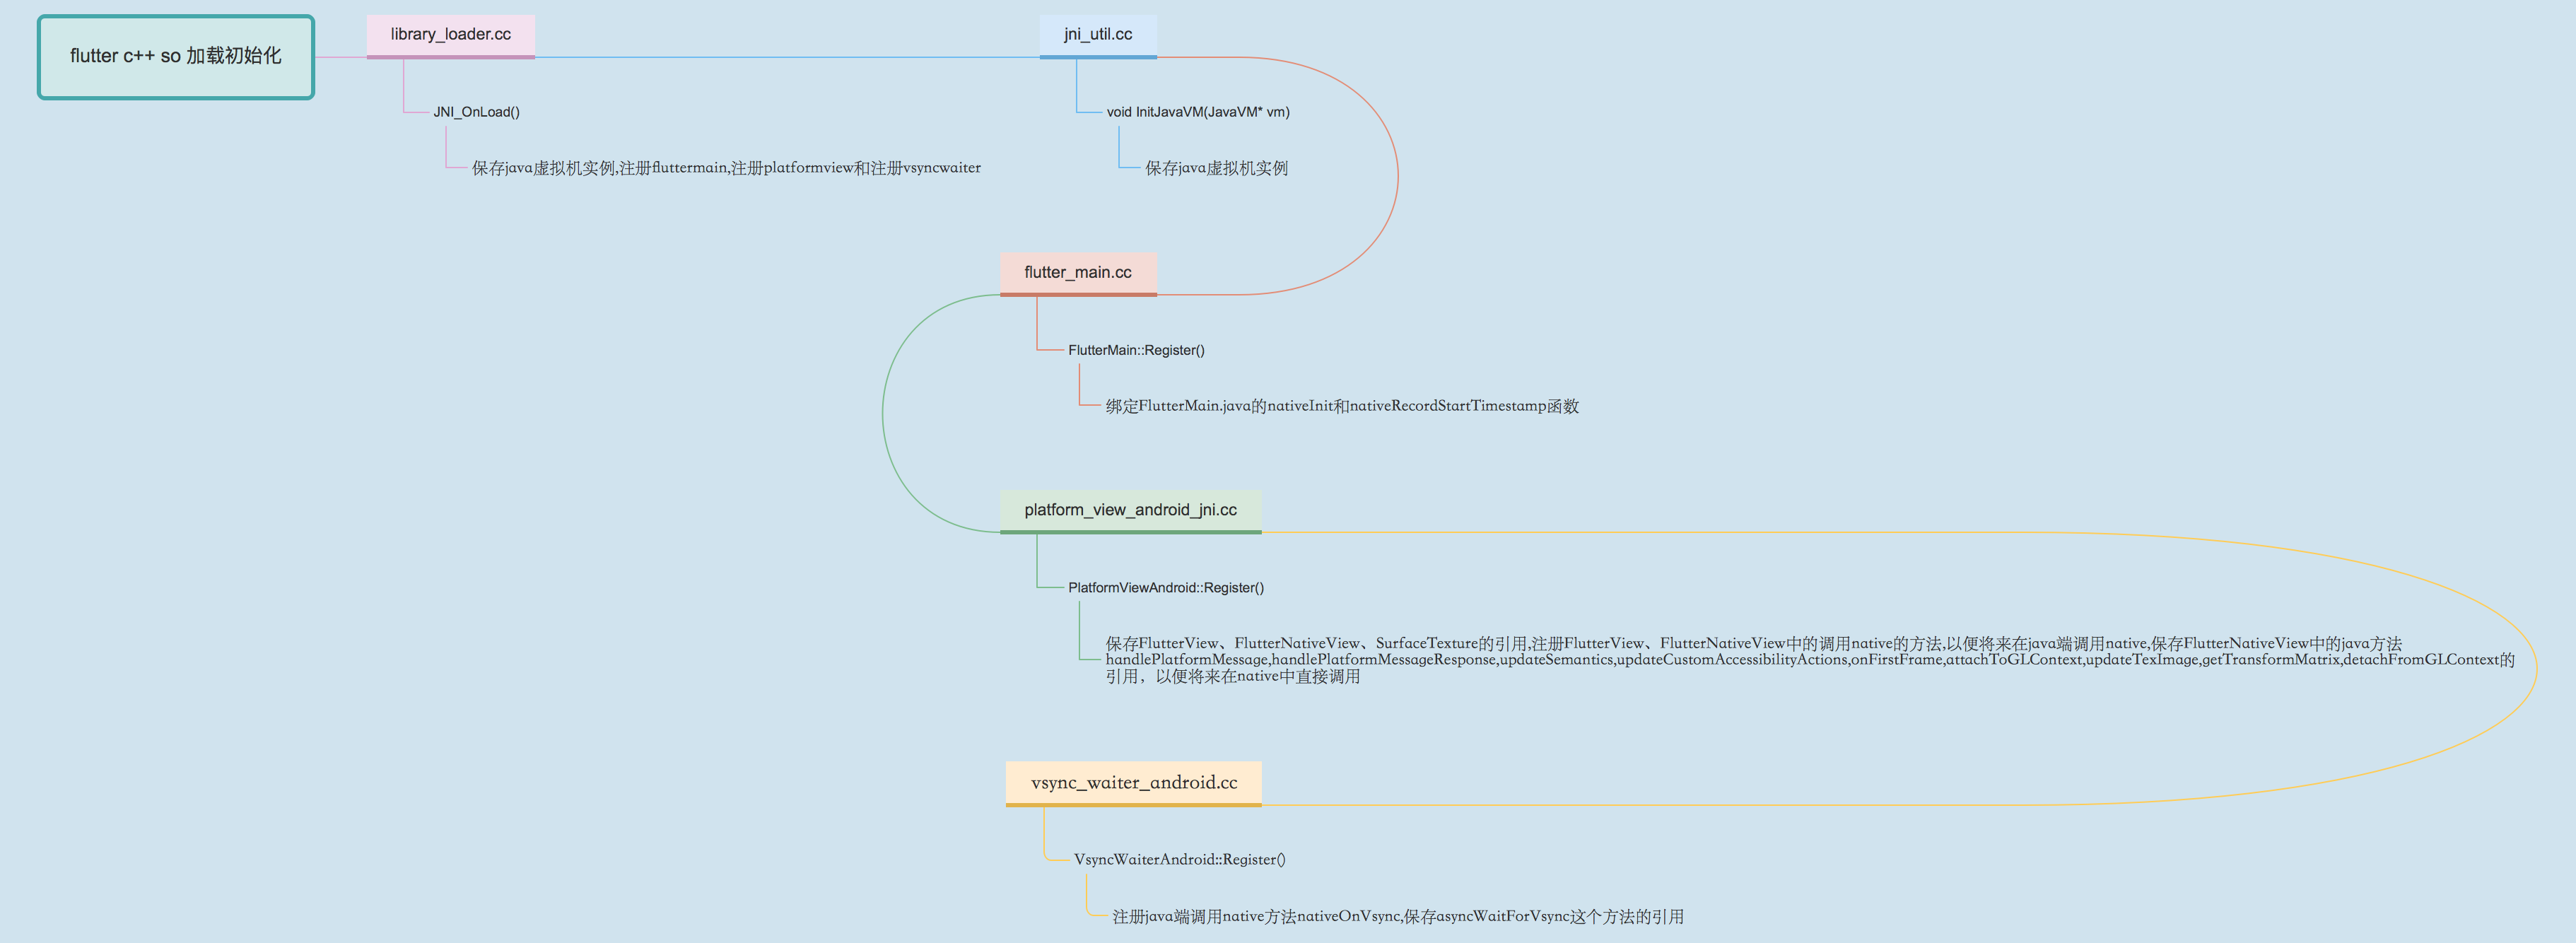 flutter c++ so 加载初始化
library_loader.cc
JNI_OnLoad()
保存java虚拟机实例,注册fluttermain,注册platformview和注册vsyncwaiter
jni_util.cc
void InitJavaVM(JavaVM* vm)
保存java虚拟机实例
flutter_main.cc
FlutterMain::Register()
绑定FlutterMain.java的nativeInit和nativeRecordStartTimestamp函数
platform_view_android_jni.cc
PlatformViewAndroid::Register()
保存FlutterView、FlutterNativeView、SurfaceTexture的引用,注册FlutterView、FlutterNativeView中的调用native的方法,以便将来在java端调用native,保存FlutterNativeView中的java方法
handlePlatformMessage,handlePlatformMessageResponse,updateSemantics,updateCustomAccessibilityActions,onFirstFrame,attachToGLContext,updateTexImage,getTransformMatrix,detachFromGLContext的
引用，以便将来在native中直接调用
vsync_waiter_android.cc
VsyncWaiterAndroid::Register()
注册java端调用native方法nativeOnVsync,保存asyncWaitForVsync这个方法的引用